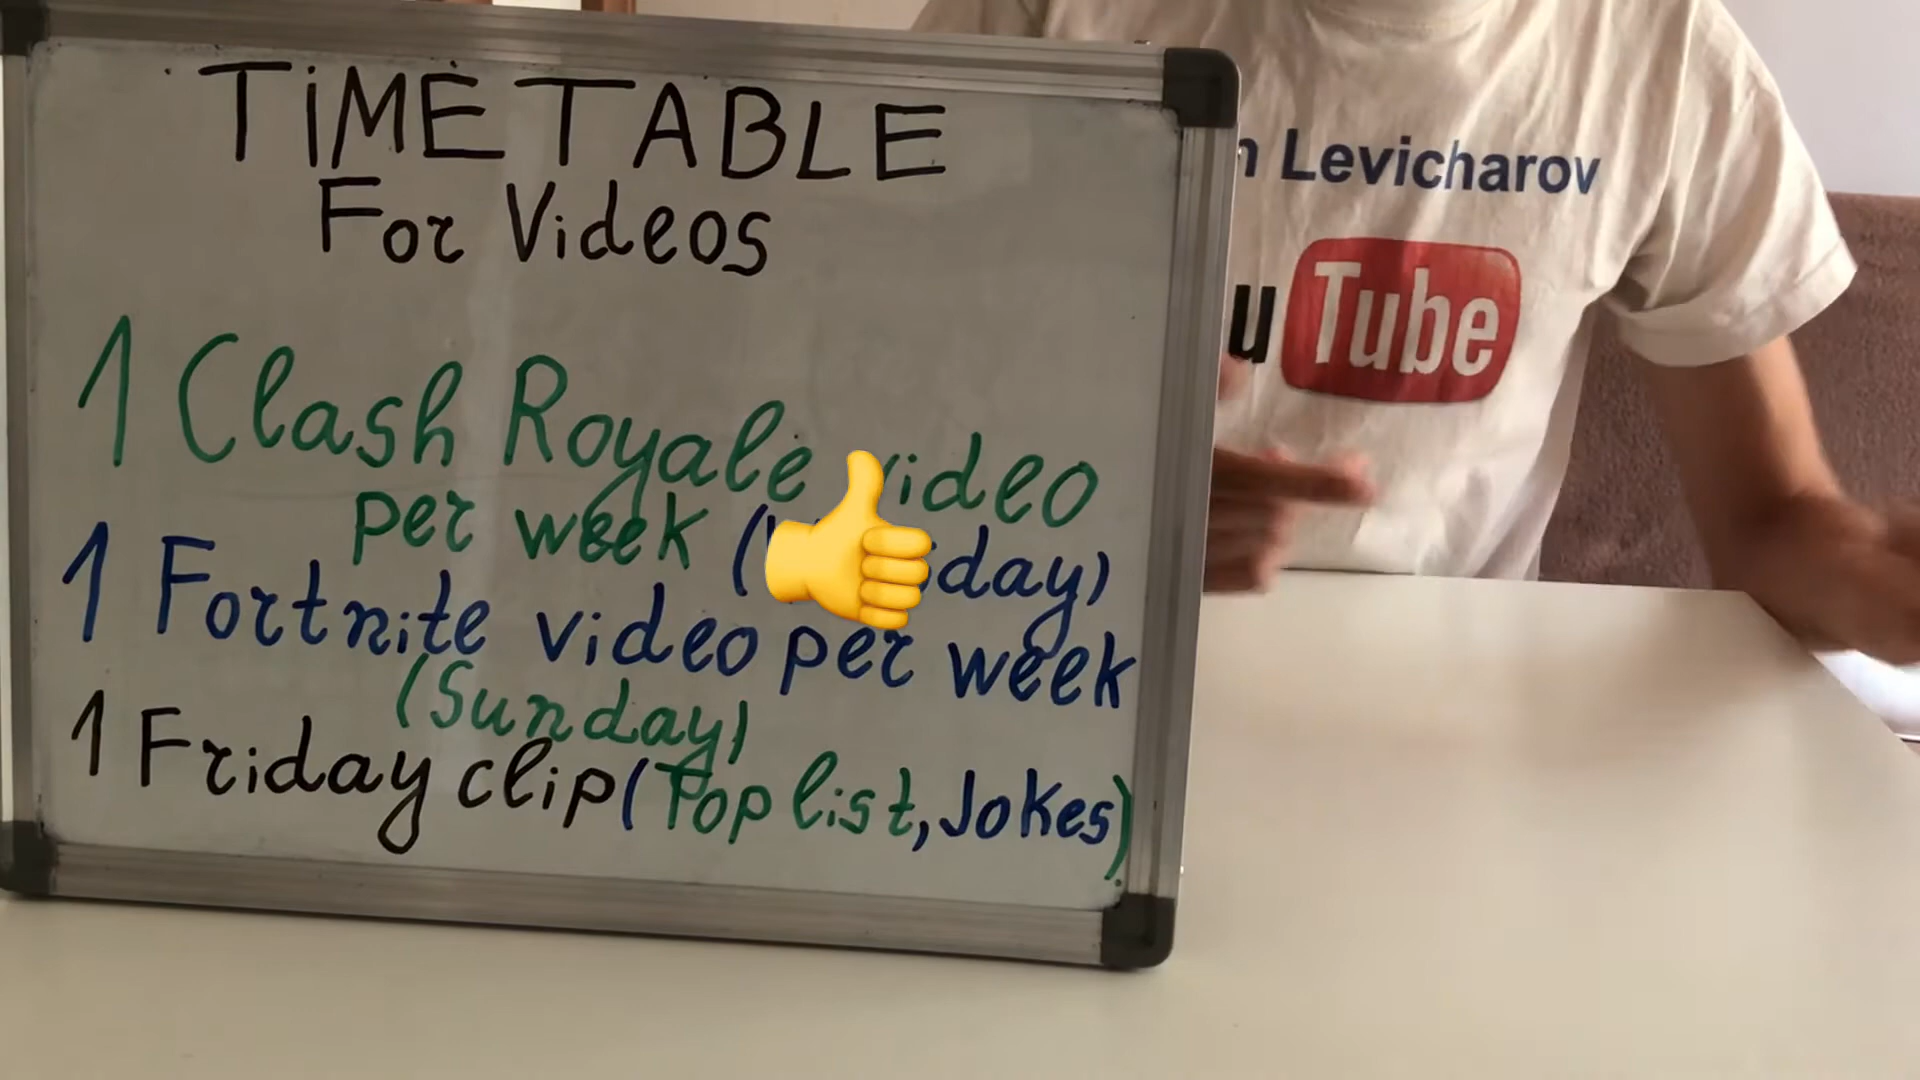 TIMETABLE
For Videos
1 Clash Royale video
per week
1 Fortnite video per week
(Sunday)
1 Friday clip (Top list, Jokes)
Levicharov
Tube